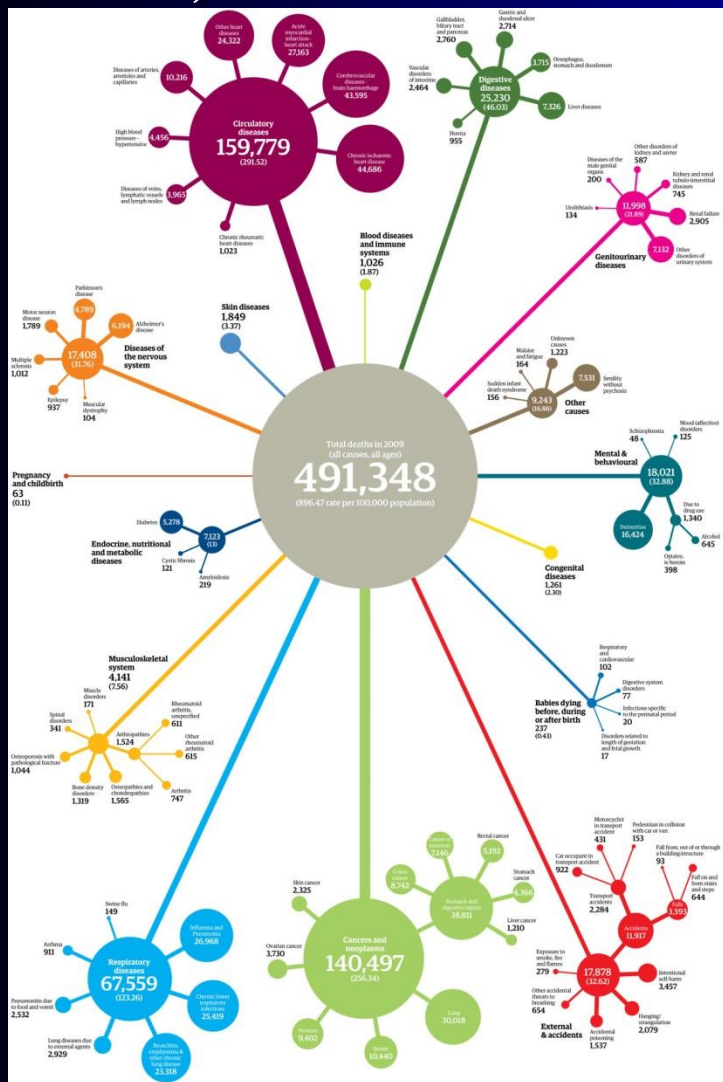 Other heart
diseases
24,322
Acute
myocardial
infarction-
heart attack
27,163
Diseases of arteries,
arterioles and
capillaries
10,216
Cerebrovascular
diseases -
brain haemorrhage
43,595
Circulatory
diseases
159,779
(291.52)
High blood
pressure-
hypertensive
4,456
Chronic ischaemic
heart disease
44,686
Diseases of veins,
lymphatic vessels
and lymph nodes
3,965
Chronic rheumatic
heart diseases
1,023
Gallbladder,
biliary tract
and pancreas
2,760
Gastric and
duodenal ulcer
2,714
Vascular
disorders
of intestine
2,464
3,715
Oesophagus,
stomach and duodenum
Digestive
diseases
25,230
(46.03)
7,326
Liver diseases
Hernia
955
Diseases of the
male genital
organs
200
Other disorders of
kidney and ureter
587
Kidney and renal
tubulo-interstitial
diseases
745
Urolithiasis
134
11,998
(21.89)
Renal failure
2,905
Genitourinary
diseases
7,132
Other
disorders of
urinary system
Blood diseases
and immune
systems
1,026
(1.87)
Skin diseases
1,849
(3.37)
Parkinson's
disease
4,789
Motor neuron
disease
1,789
6,194
Alzheimer's
disease
17,408
(31.76)
Diseases of
the nervous
system
Multiple
sclerosis
1,012
Epilepsy
937
Muscular
dystrophy
104
Malaise
and fatigue
164
Unknown
causes
1,223
Sudden infant
death syndrome
156
9,243
(16.86)
7,531
Senility
without
psychosis
Other
causes
Total deaths in 2009
(all causes, all ages)
491,348
(896.47 rate per 100,000 population)
Schizophrenia
48
Mood (affective)
disorders
125
Mental &
behavioural
18,021
(32.88)
Dementias
16,424
Due to
drug use
1,340
Alcohol
645
Opiates,
ie heroin
398
Pregnancy
and childbirth
63
(0.11)
Diabetes
5,278
7,123
(13)
Endocrine, nutritional
and metabolic
diseases
Cystic fibrosis
121
Amyloidosis
219
Congenital
diseases
1,261
(2.30)
Musculoskeletal
system
4,141
(7.56)
Muscle
disorders
171
Spinal
disorders
341
Arthropathies
1,524
Rheumatoid
arthritis,
unspecified
611
Other
rheumatoid
arthritis
615
Arthritis
747
Osteoporosis with
pathological fracture
1,044
Bone density
disorders
1,319
Osteopathies and
chondropathies
1,565
Respiratory
and
cardiovascular
102
Digestive system
disorders
77
Infections specific
to the perinatal period
20
Babies dying
before, during
or after birth
237
(0.43)
Disorders related to
length of gestation
and fetal growth
17
Swine flu
149
Asthma
911
Influenza and
Pneumonia
26,968
Respiratory
diseases
67,559
(123.26)
Pneumonitis due
to food and vomit
2,532
Chronic lower
respiratory
infections
25,419
Lung diseases due
to external agents
2,929
Bronchitis,
emphysema &
other chronic
lung disease
23,318
Cancer of
pancreas
7,146
Rectal cancer
5,192
Colon
cancer
8,742
Stomach
cancer
4,366
Stomach and
digestive organs
38,811
Liver cancer
1,210
Skin cancer
2,325
Ovarian cancer
3,730
Cancers and
neoplasms
140,497
(256.34)
Lung
30,018
Prostate
9,402
Breast
10,440
Motorcyclist
in transport
accident
431
Pedestrian in collision
with car or van
153
Car occupant in
transport accident
922
Fall from, out of or through
a building/structure
93
Fall on and
from stairs
and steps
644
Transport
accidents
2,284
Falls
3,593
Accidents
11,917
Exposure to
smoke, fire
and flames
279
17,878
(32.62)
Intentional
self-harm
3,457
Other accidental
threats to
breathing
654
Hanging/
strangulation
2,079
External
& accidents
Accidental
poisoning
1,537